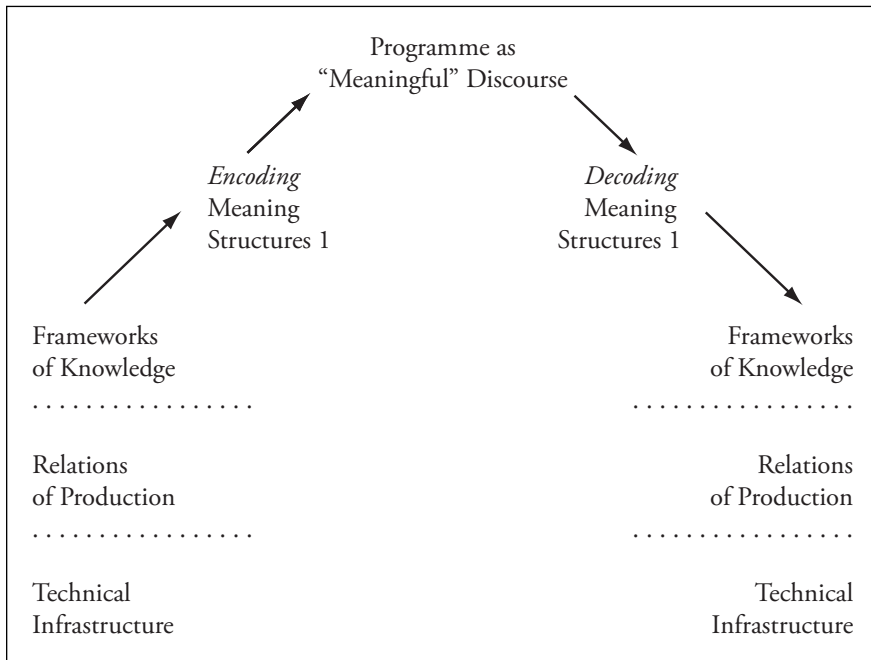 Programme as
“Meaningful” Discourse
Encoding
Meaning
Structures 1
Decoding
Meaning
Structures 1
Frameworks
of Knowledge
. . . . . . . . . . . . . . . . .
Relations
of Production
. . . . . . . . . . . . . . . . .
Technical
Infrastructure
Frameworks
of Knowledge
. . . . . . . . . . . . . . . . .
Relations
of Production
. . . . . . . . . . . . . . . . .
Technical
Infrastructure